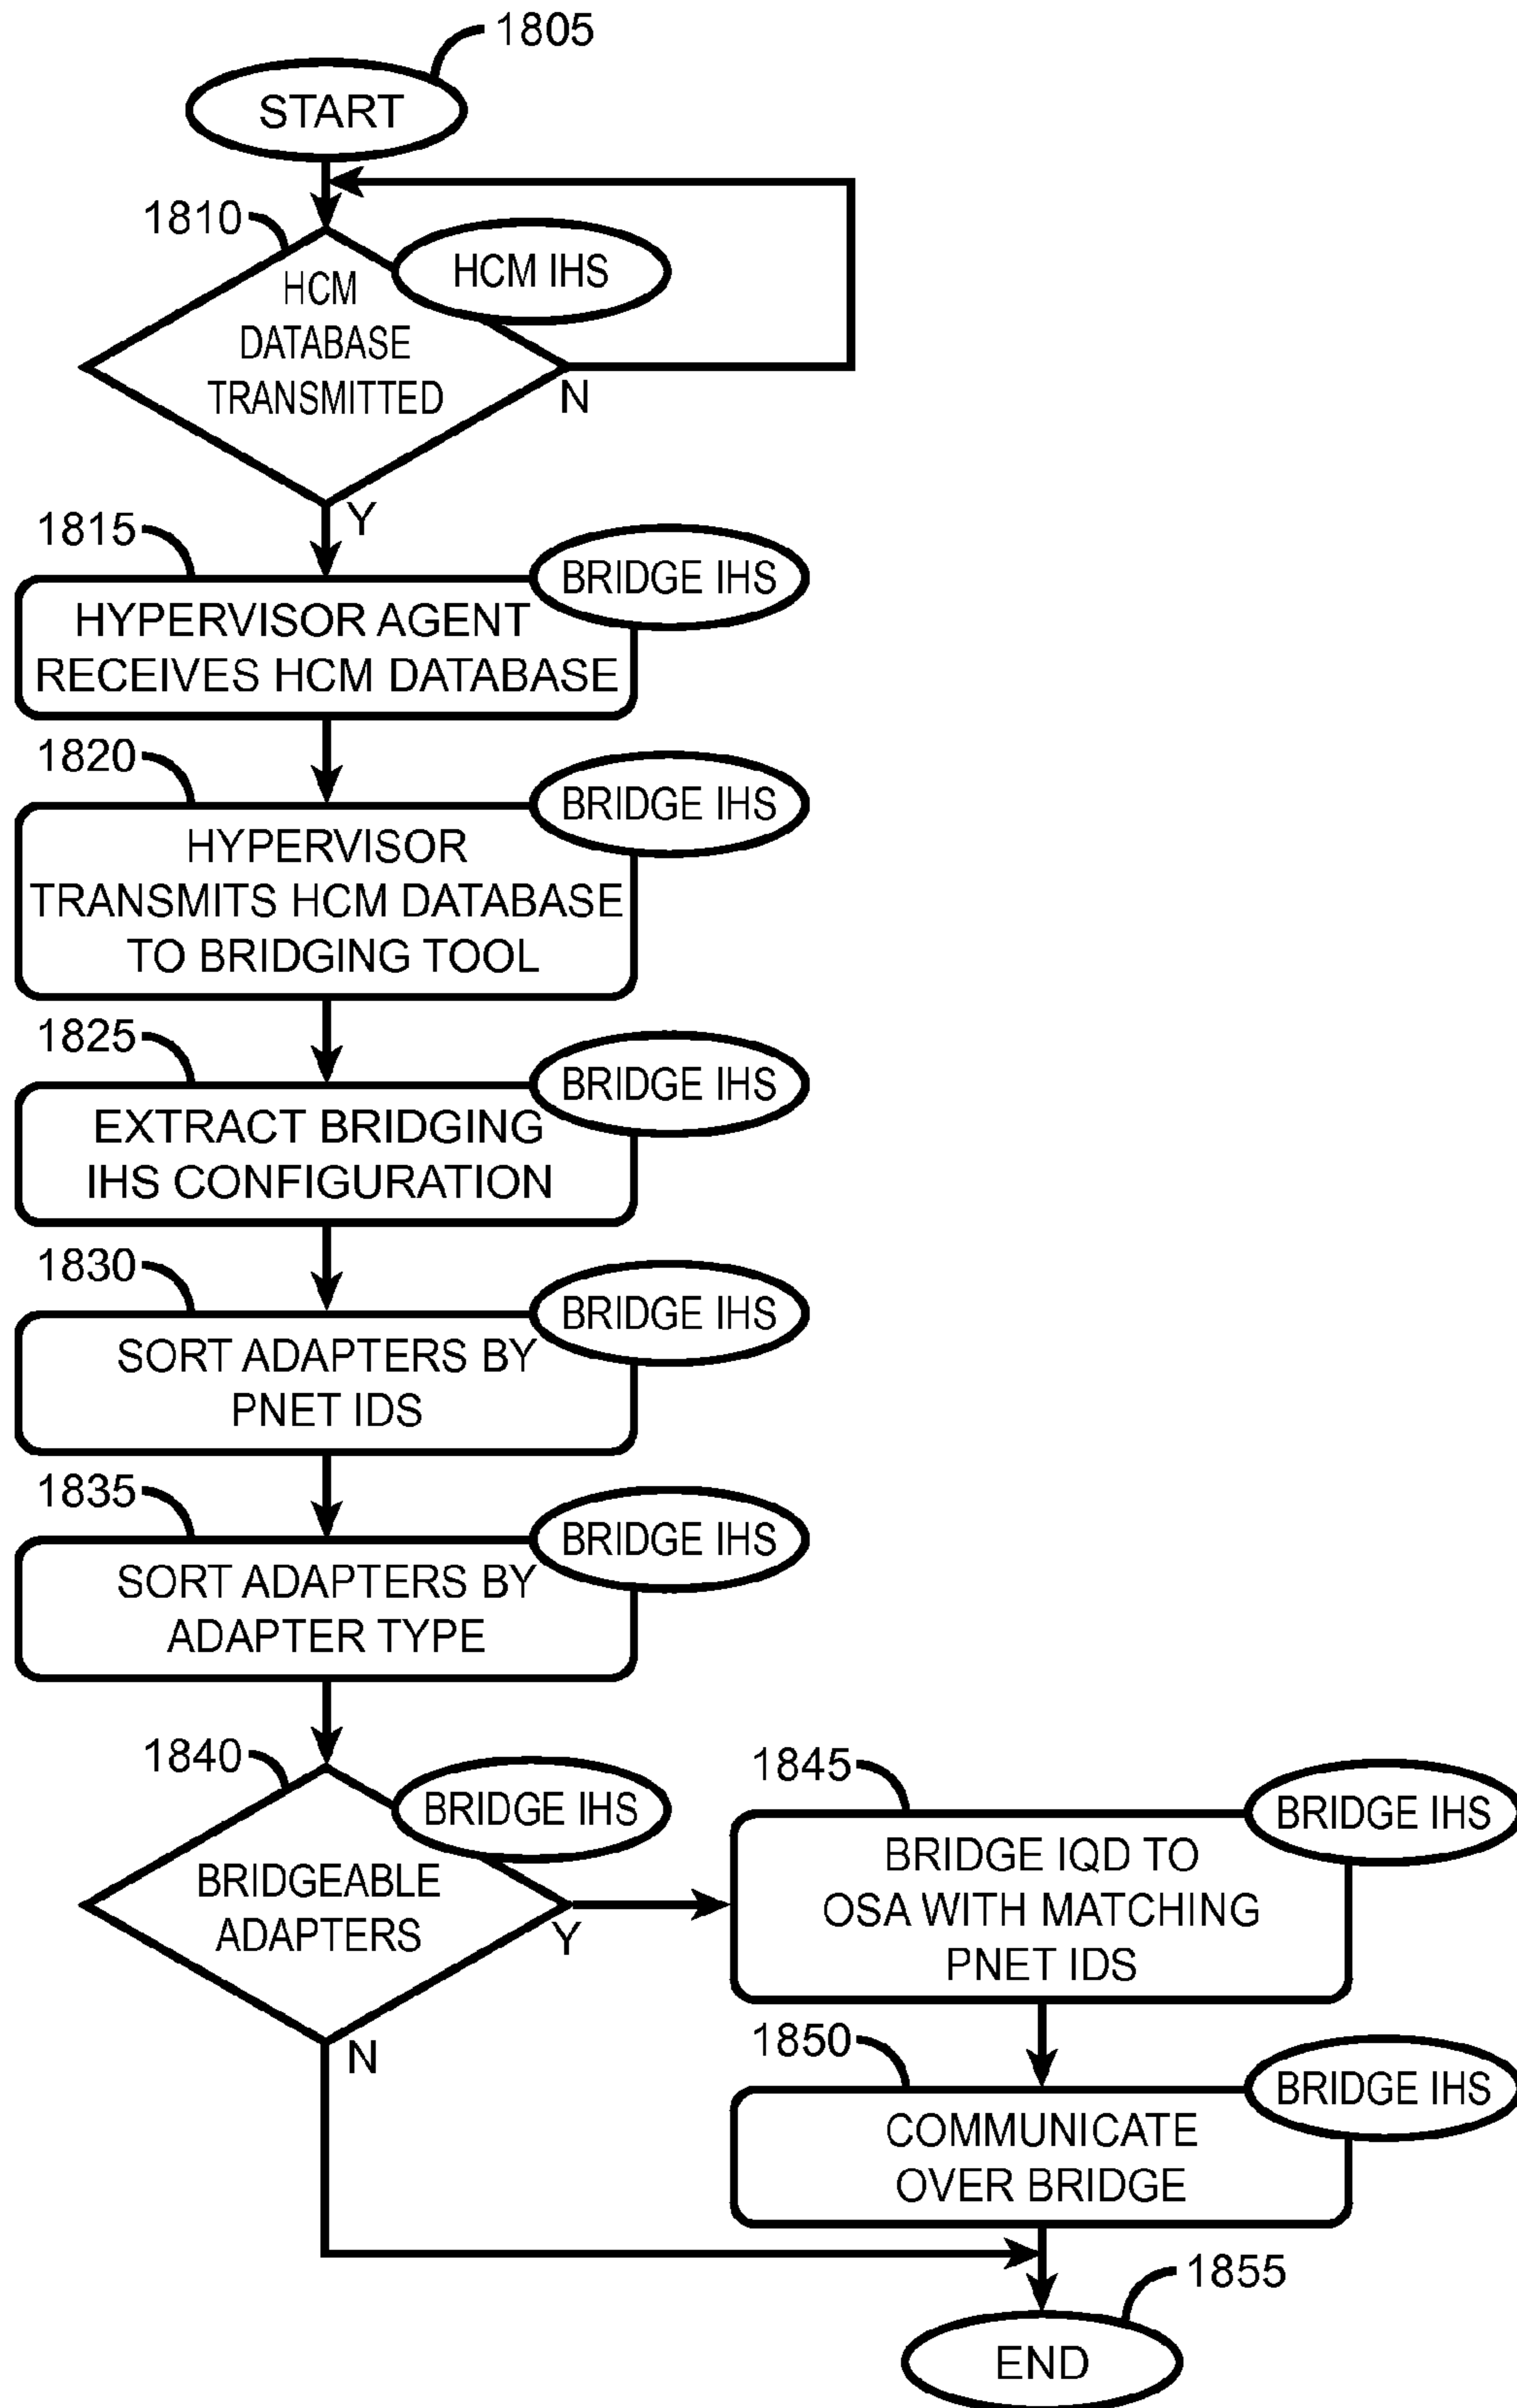 1805
START
1810
HCM IHS
HCM
DATABASE
TRANSMITTED
N
Y
1815
BRIDGE IHS
HYPERVISOR AGENT
RECEIVES HCM DATABASE
1820
BRIDGE IHS
HYPERVISOR
TRANSMITS HCM DATABASE
TO BRIDGING TOOL
1825
BRIDGE IHS
EXTRACT BRIDGING
IHS CONFIGURATION
1830
BRIDGE IHS
SORT ADAPTERS BY
PNET IDS
1835
BRIDGE IHS
SORT ADAPTERS BY
ADAPTER TYPE
1840
BRIDGE IHS
BRIDGEABLE
ADAPTERS
Y
N
1845
BRIDGE IHS
BRIDGE IQD TO
OSA WITH MATCHING
PNET IDS
1850
BRIDGE IHS
COMMUNICATE
OVER BRIDGE
1855
END